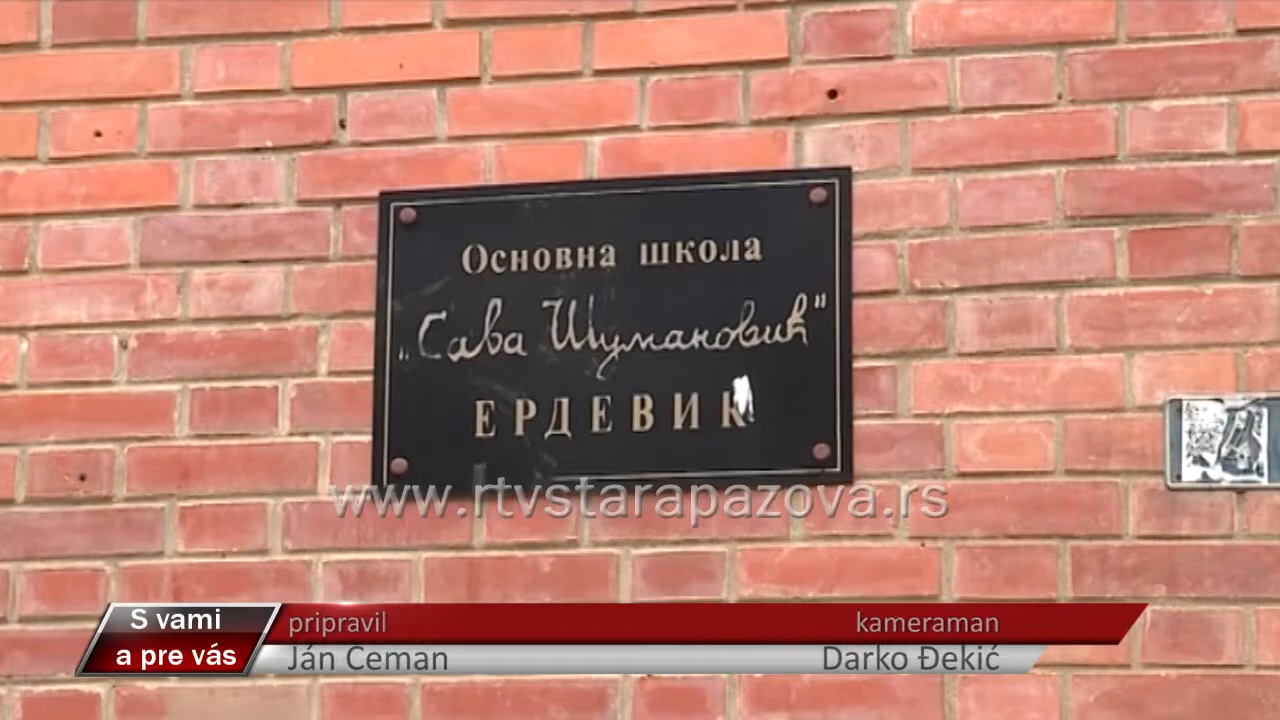 Основна школа
„Сава Шумановић"
ЕРДЕВИК
www.rtvstarapazova.rs
S vami
a pre vás
pripravil
Ján Ceman
kameraman
Darko Đekić